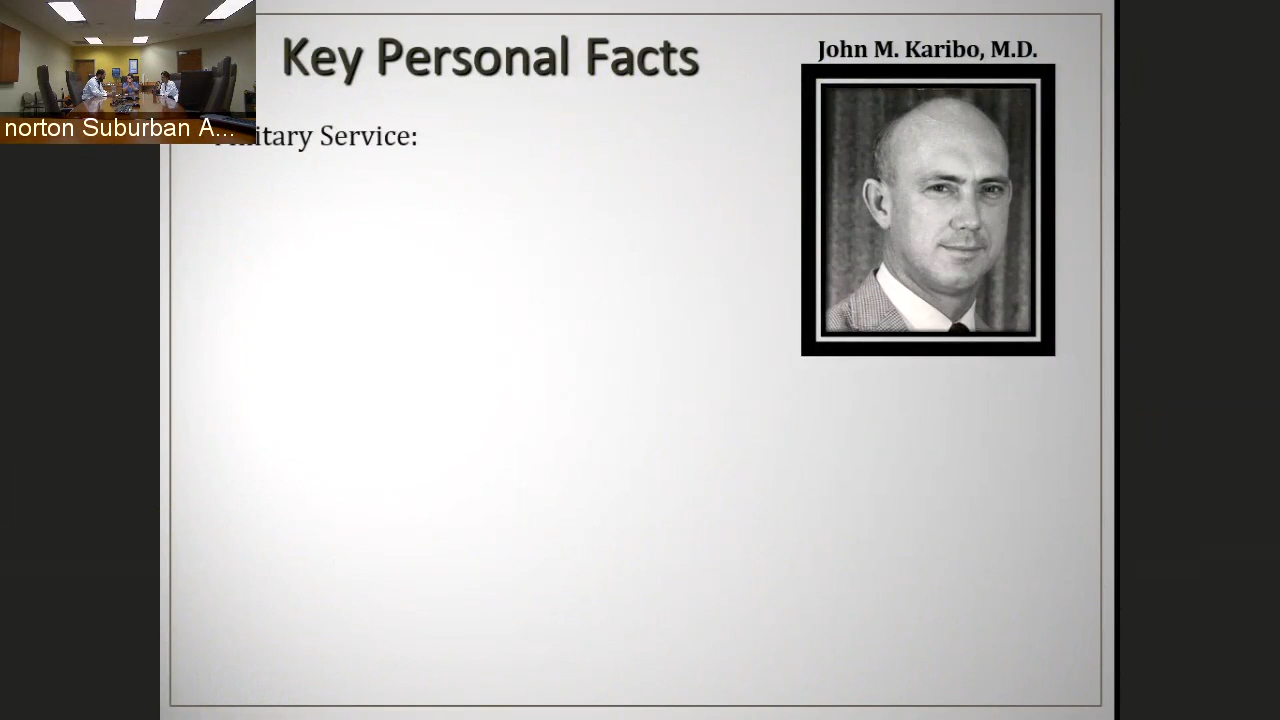 Key Personal Facts
John M. Karibo, M.D.
norton Suburban A...
itary Service: